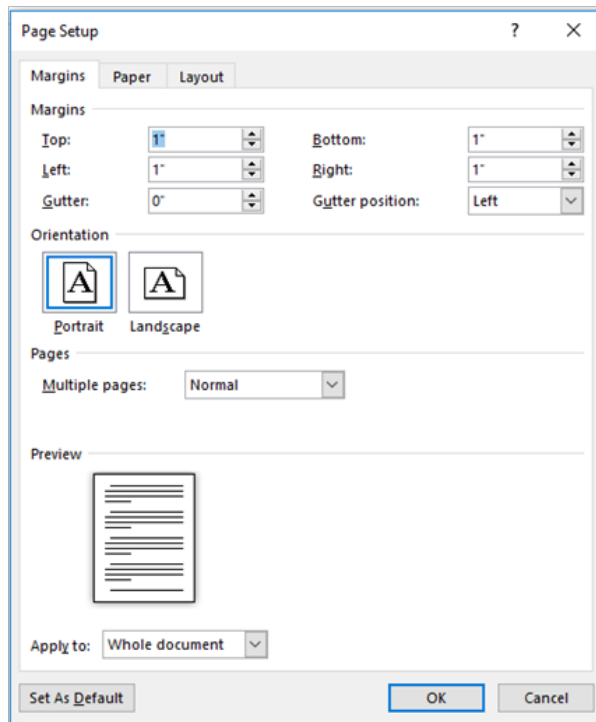 Page Setup ? ×
Margins Paper Layout
Margins
Top: 1" Bottom: 1"
Left: 1" Right: 1"
Gutter: 0" Gutter position: Left
Orientation
A A
Portrait Landscape
Pages
Multiple pages: Normal
Preview
Apply to: Whole document
Set As Default OK Cancel